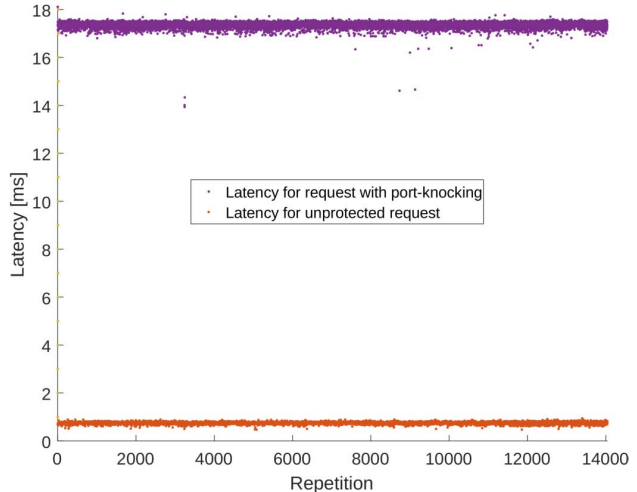 18
16
14
12
10
8
6
4
2
0
Latency [ms]
Latency for request with port-knocking
Latency for unprotected request
0 2000 4000 6000 8000 10000 12000 14000
Repetition